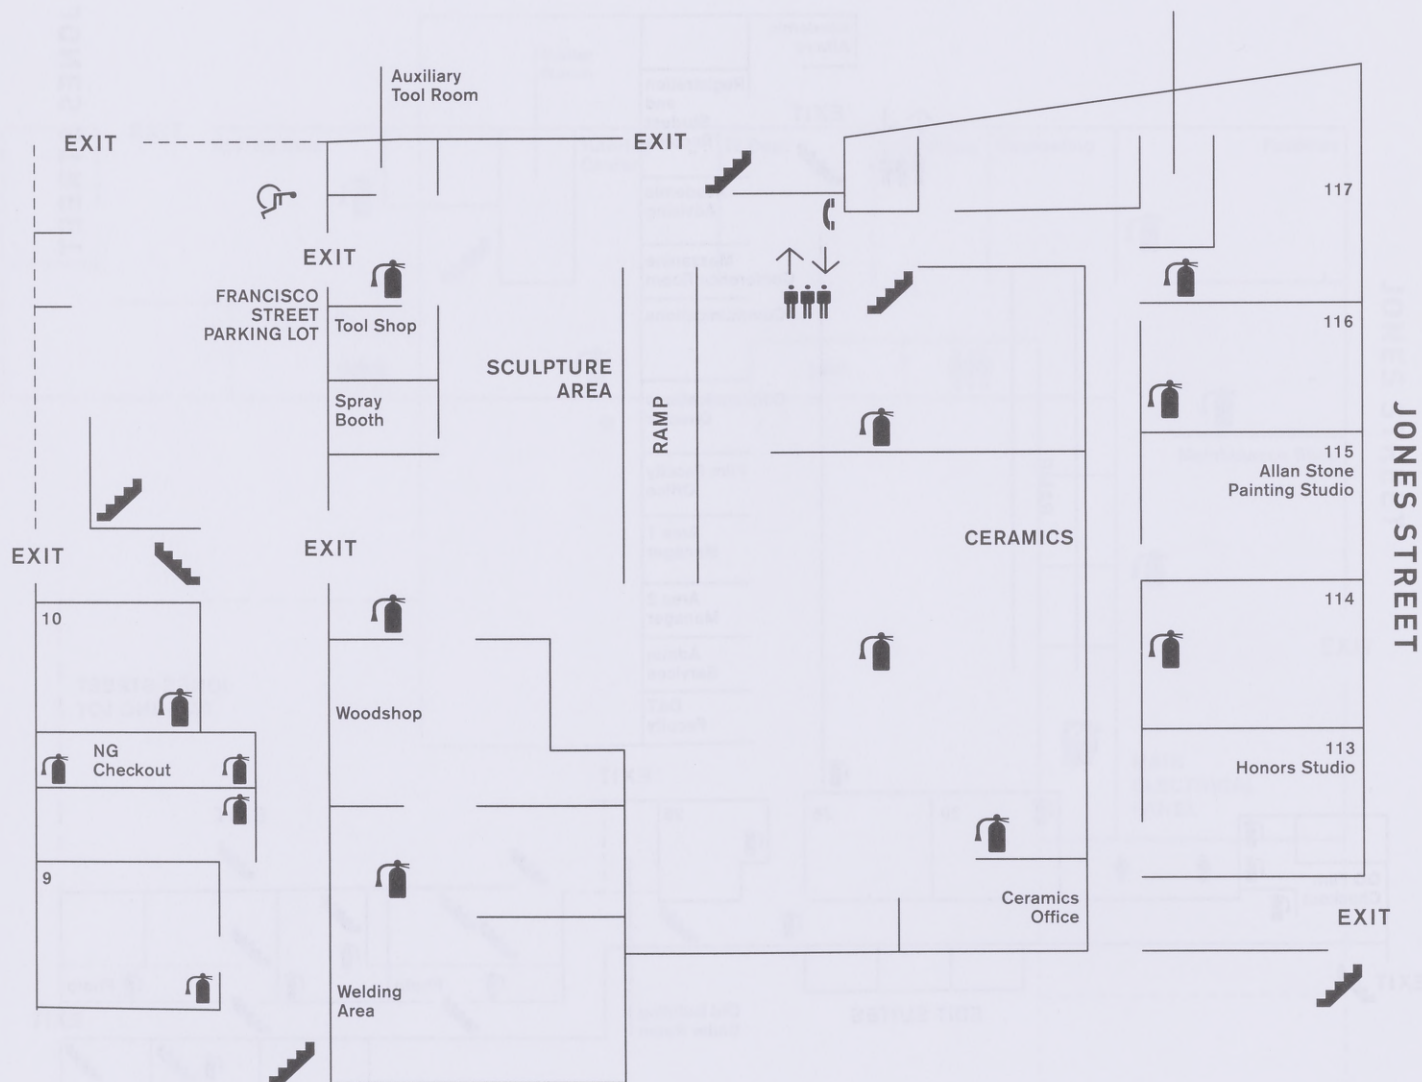 Auxiliary
Tool Room
EXIT
EXIT
117
EXIT
FRANCISCO
STREET
PARKING LOT
Tool Shop
116
SCULPTURE
AREA
Spray
Booth
RAMP
115
Allan Stone
Painting Studio
JONES STREET
CERAMICS
EXIT
EXIT
10
114
Woodshop
NG
Checkout
113
Honors Studio
9
Ceramics
Office
EXIT
Welding
Area